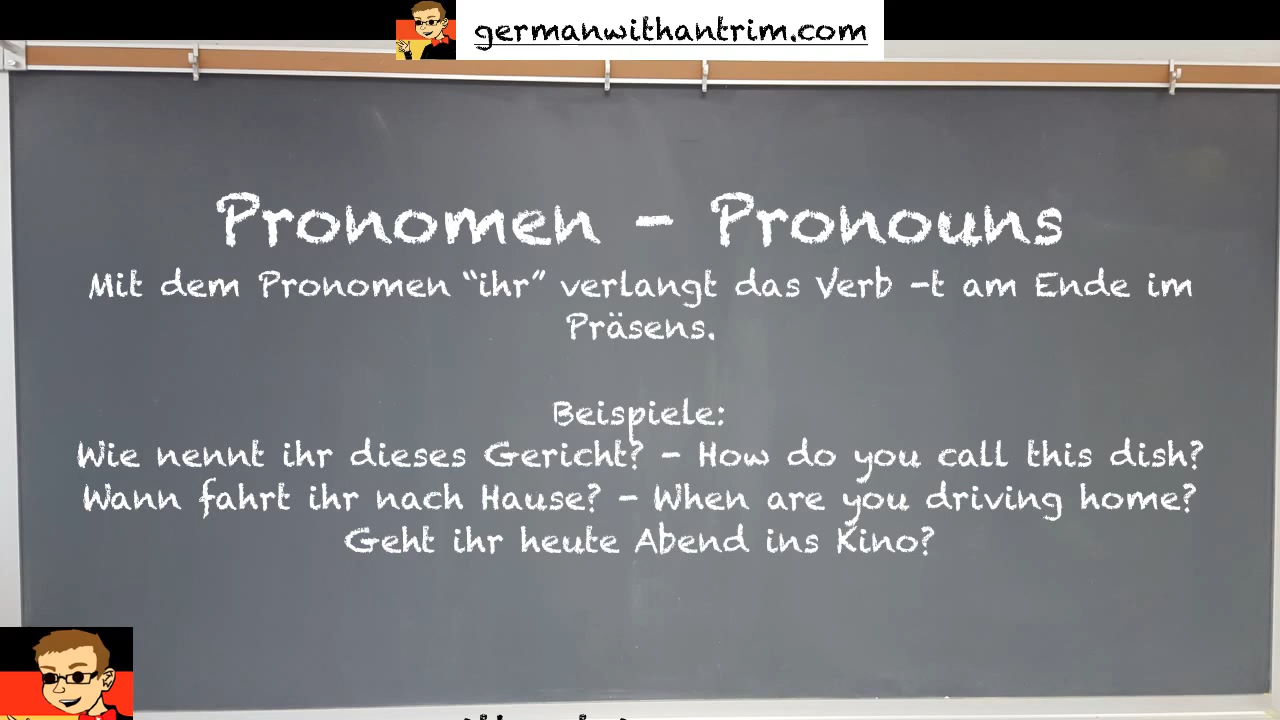 germanwithantrim.com
Pronomen - Pronouns
Mit dem Pronomen “ihr” verlangt das Verb -t am Ende im
Präsens.
Beispiele:
Wie nennt ihr dieses Gericht? - How do you call this dish?
Wann fahrt ihr nach Hause? - When are you driving home?
Geht ihr heute Abend ins Kino?